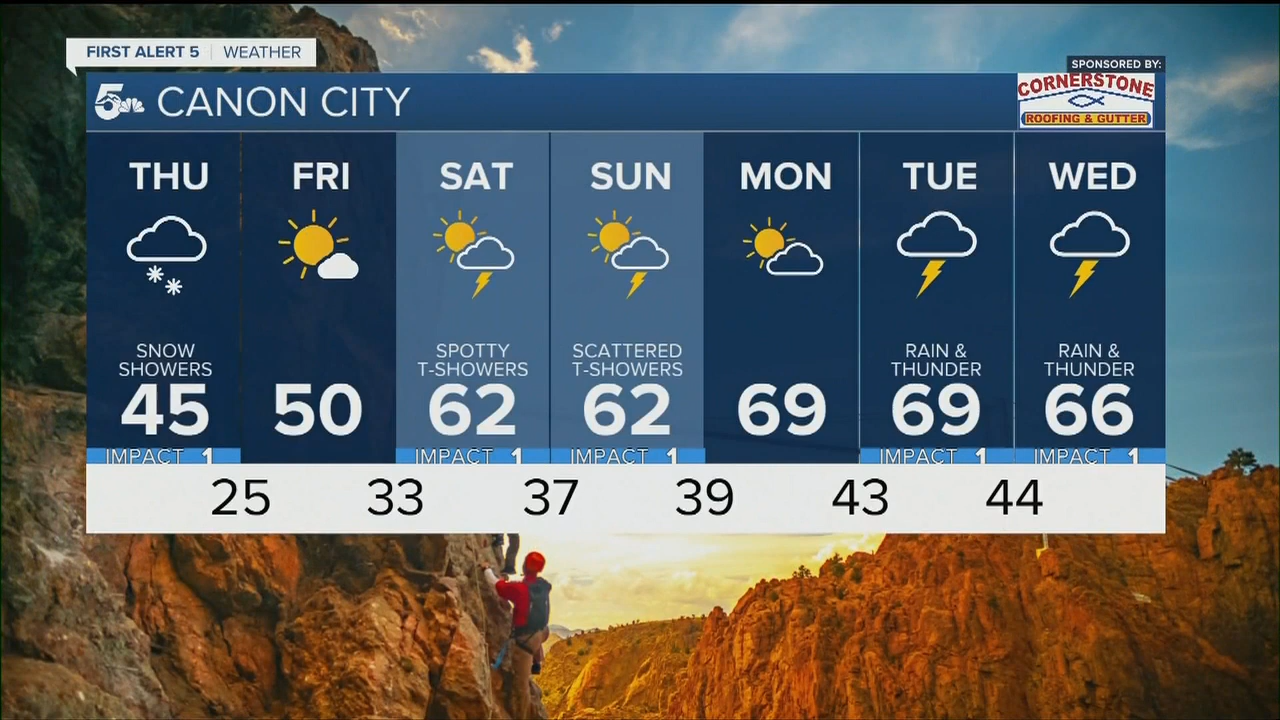 FIRST ALERT 5 | WEATHER
SPONSORED BY:
5 CANON CITY
CORNERSTONE
ROOFING & GUTTER
THU FRI SAT SUN MON TUE WED
SNOW SHOWERS
SPOTTY T-SHOWERS
SCATTERED T-SHOWERS
RAIN & THUNDER
RAIN & THUNDER
45 50 62 62 69 69 66
IMPACT 1 IMPACT 1 IMPACT 1 IMPACT 1 IMPACT 1
25 33 37 39 43 44